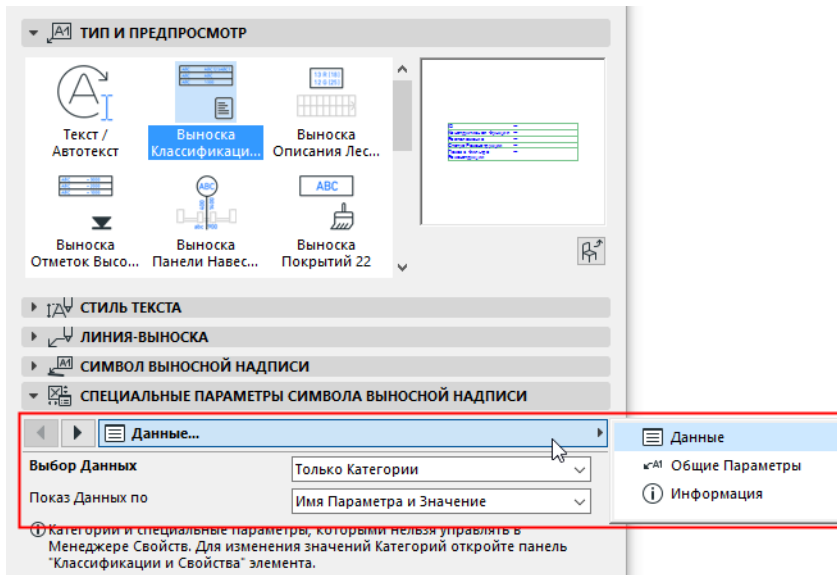 ТИП И ПРЕДПРОСМОТР
Текст /
Автотекст
Выноска
Классификаци...
Выноска
Описания Лес...
Выноска
Отметок Высо...
Выноска
Панели Навес...
ABC
ABC
Выноска
Покрытий 22
СТИЛЬ ТЕКСТА
ЛИНИЯ-ВЫНОСКА
СИМВОЛ ВЫНОСНОЙ НАДПИСИ
СПЕЦИАЛЬНЫЕ ПАРАМЕТРЫ СИМВОЛА ВЫНОСНОЙ НАДПИСИ
Данные...
Данные
Общие Параметры
Информация
Выбор Данных
Только Категории
Показ Данных по
Имя Параметра и Значение
Категории и специальные параметры, которыми нельзя управлять в
Менеджере Свойств. Для изменения значений Категорий откройте панель
"Классификации и Свойства" элемента.